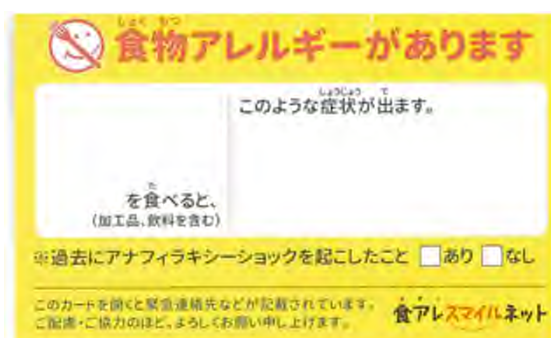 食物アレルギーがあります
このような症状が出ます。
を食べると、
(加工品、飲料を含む)
※過去にアナフィラキシーショックを起こしたこと □あり □なし
このカードを開くと緊急連絡先などが記載されています。
ご配慮・ご協力のほど、よろしくお願い申し上げます。
食アレスマイルネット